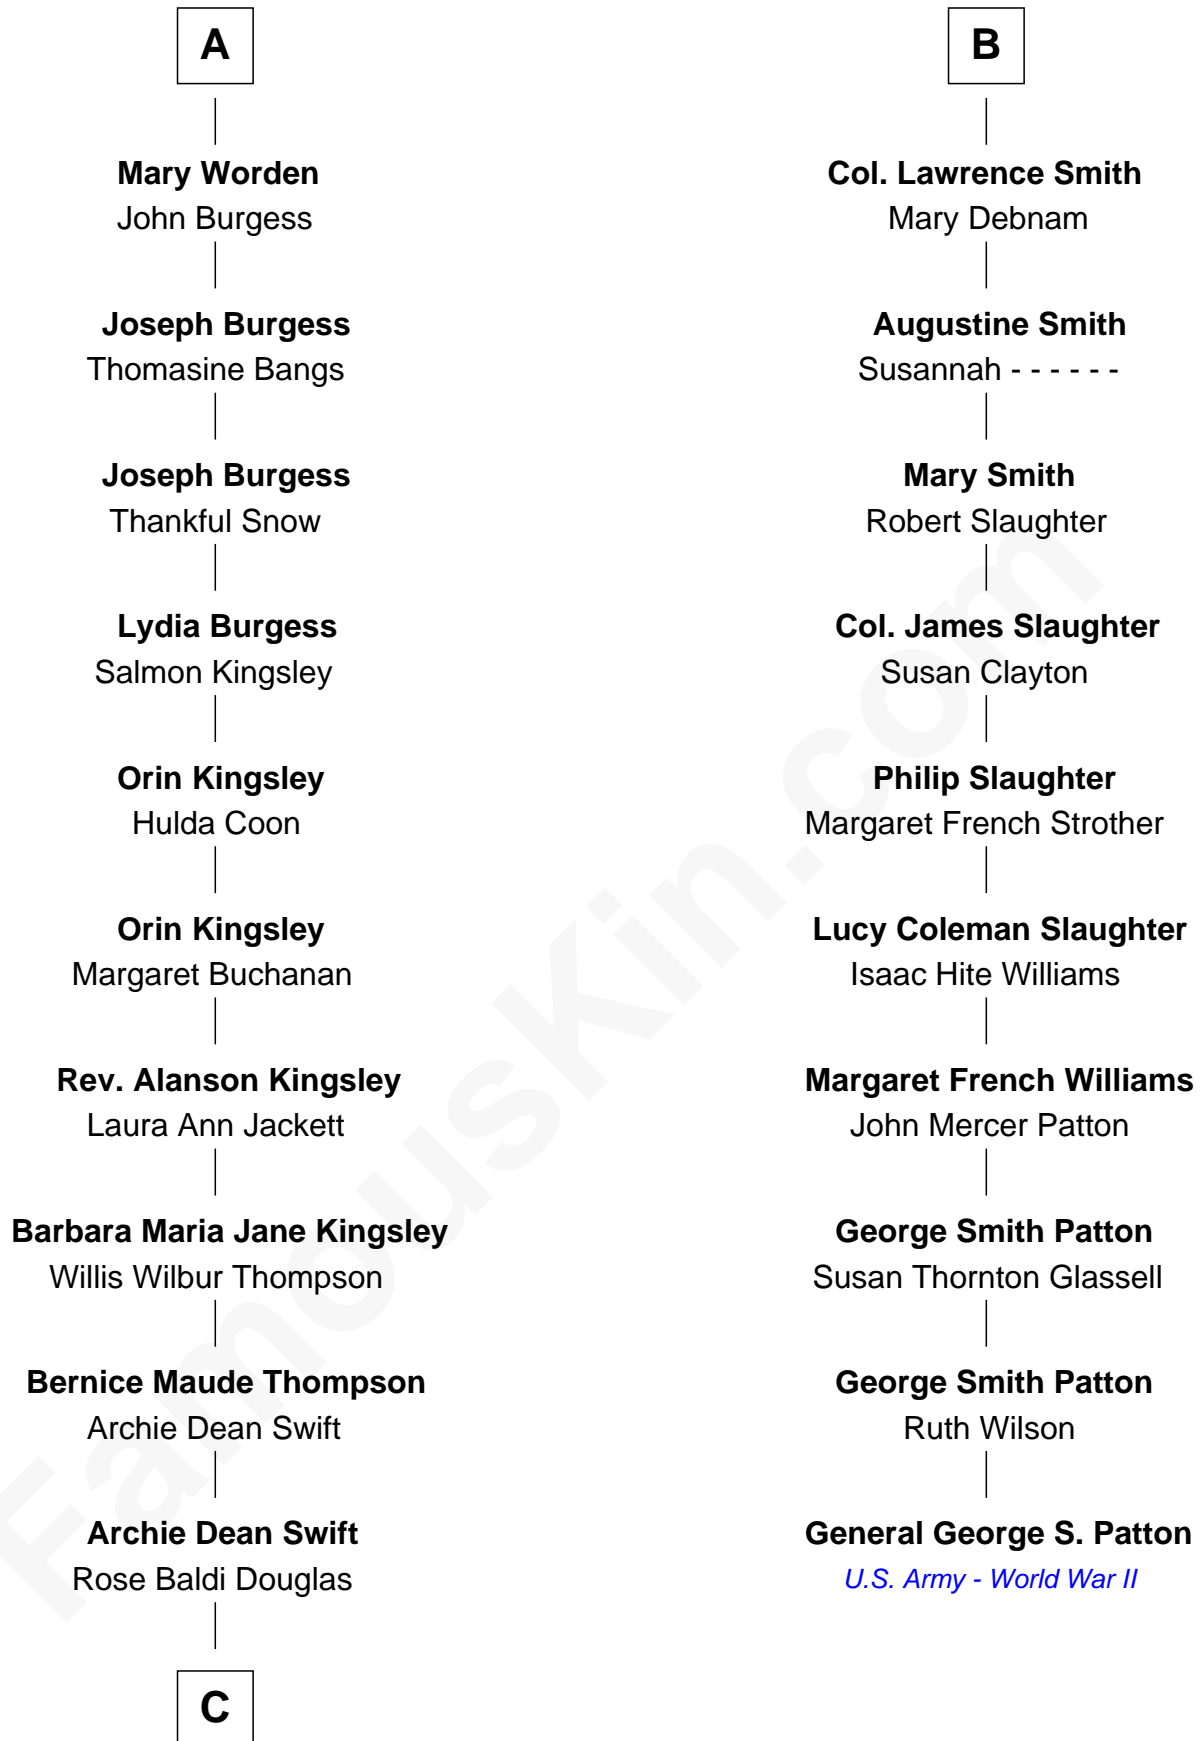 A
Mary Worden
John Burgess
Joseph Burgess
Thomasine Bangs
Joseph Burgess
Thankful Snow
Lydia Burgess
Salmon Kingsley
Orin Kingsley
Hulda Coon
Orin Kingsley
Margaret Buchanan
Rev. Alanson Kingsley
Laura Ann Jackett
Barbara Maria Jane Kingsley
Willis Wilbur Thompson
Bernice Maude Thompson
Archie Dean Swift
Archie Dean Swift
Rose Baldi Douglas
C
B
Col. Lawrence Smith
Mary Debnam
Augustine Smith
Susannah - - - - - -
Mary Smith
Robert Slaughter
Col. James Slaughter
Susan Clayton
Philip Slaughter
Margaret French Strother
Lucy Coleman Slaughter
Isaac Hite Williams
Margaret French Williams
John Mercer Patton
George Smith Patton
Susan Thornton Glassell
George Smith Patton
Ruth Wilson
General George S. Patton
U.S. Army - World War II
FamousKin.com